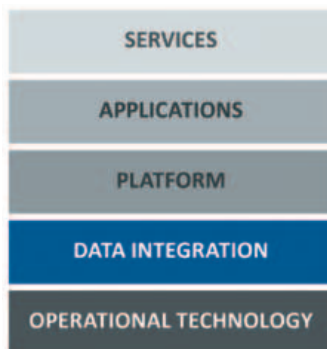 SERVICES
APPLICATIONS
PLATFORM
DATA INTEGRATION
OPERATIONAL TECHNOLOGY